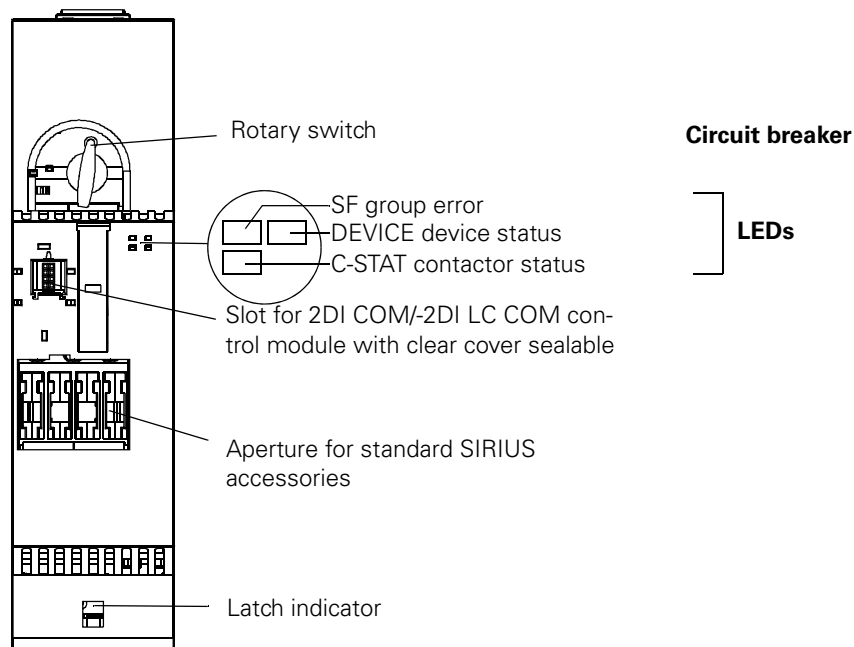 Rotary switch
Circuit breaker
SF group error
DEVICE device status
LEDs
C-STAT contactor status
Slot for 2DI COM/-2DI LC COM con-
trol module with clear cover sealable
Aperture for standard SIRIUS
accessories
Latch indicator